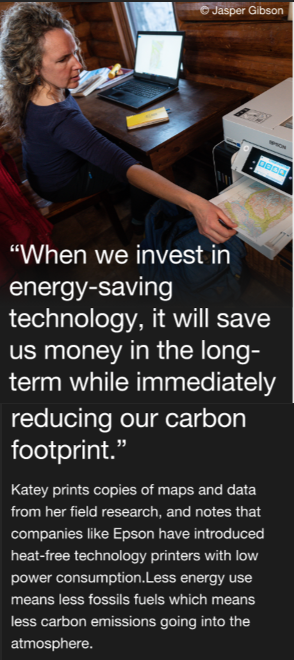 © Jasper Gibson
EPSON
“When we invest in
energy-saving
technology, it will save
us money in the long-
term while immediately
reducing our carbon
footprint.”
Katey prints copies of maps and data
from her field research, and notes that
companies like Epson have introduced
heat-free technology printers with low
power consumption.Less energy use
means less fossils fuels which means
less carbon emissions going into the
atmosphere.